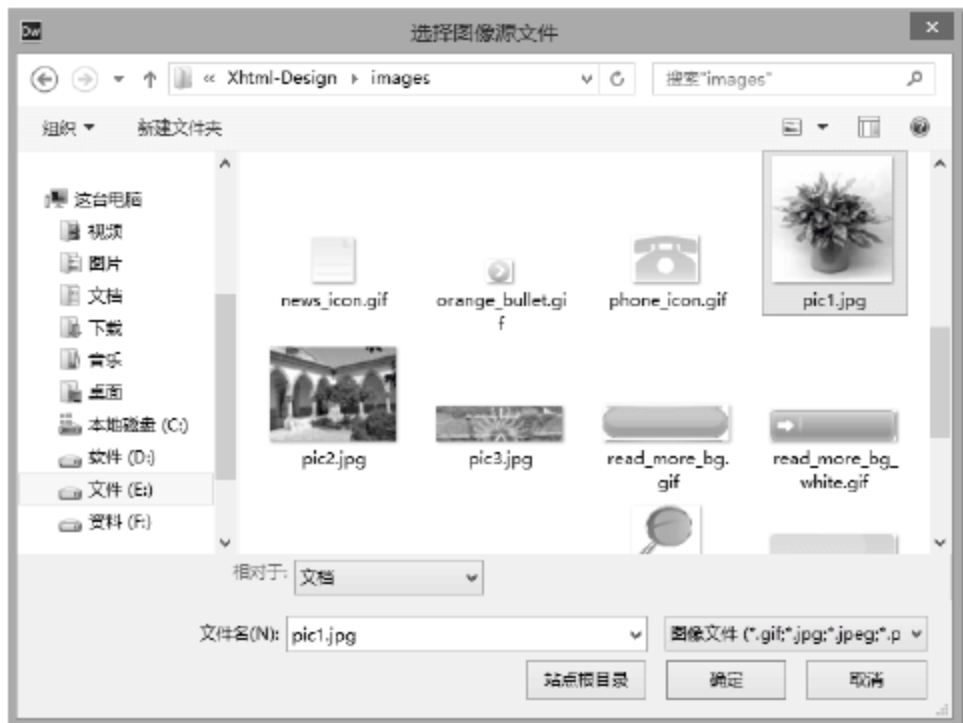 Dw
选择图像源文件
« Xhtml-Design images
搜索"images"
组织
新建文件夹
这台电脑
视频
图片
文档
下载
音乐
桌面
本地磁盘 (C:)
软件 (D:)
文件 (E:)
资料 (F:)
news_icon.gif
orange_bullet.gi
f
phone_icon.gif
pic1.jpg
pic2.jpg
pic3.jpg
read_more_bg.
gif
read_more_bg_
white.gif
相对于: 文档
文件名(N): pic1.jpg
图像文件 (*.gif;*.jpg;*.jpeg;*.p
站点根目录
确定
取消